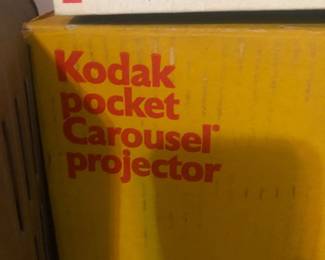 Kodak
pocket
Carousel®
projector